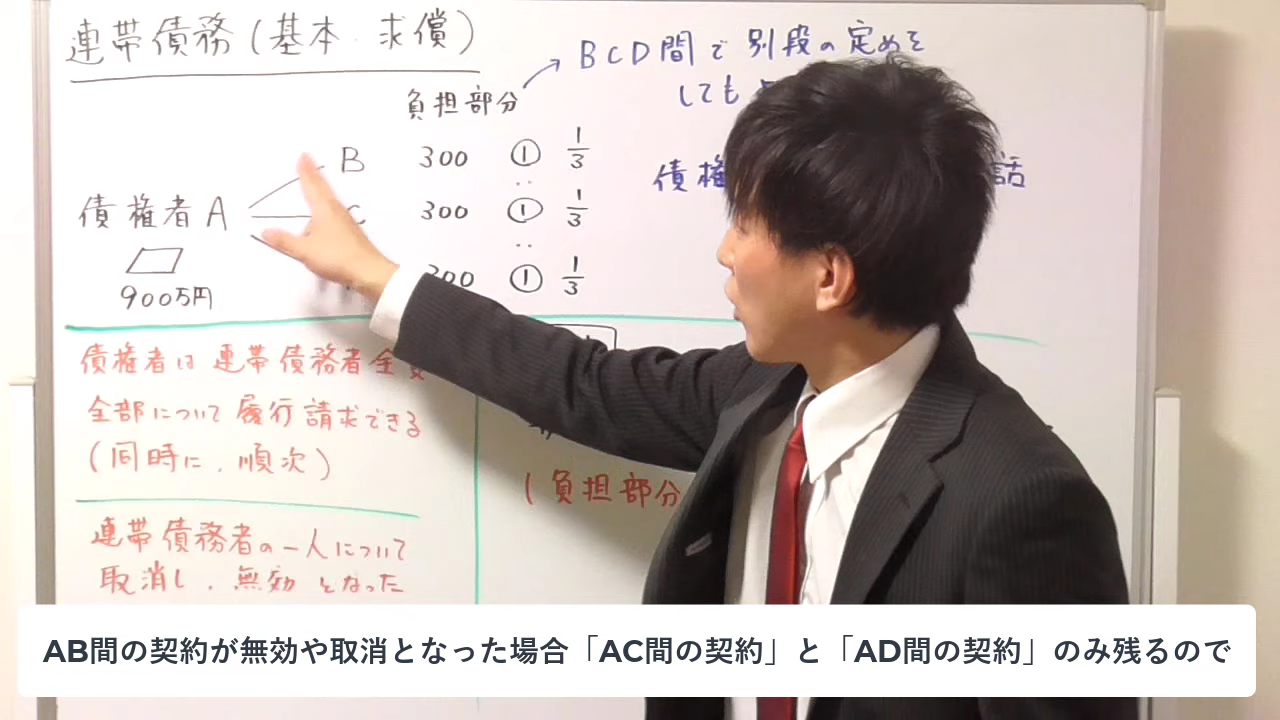 連帯債務(基本・求償)
BCD間で別段の定めを
しても
負担部分
B 300 ① 1/3
債権者A C 300 ① 1/3
300 ① 1/3
900万円
債権 話
債権者は連帯債務者全員
全部について履行請求できる
(同時に、順次)
(負担部分
連帯債務者の一人について
取消し、無効となった
AB間の契約が無効や取消となった場合「AC間の契約」と「AD間の契約」のみ残るので